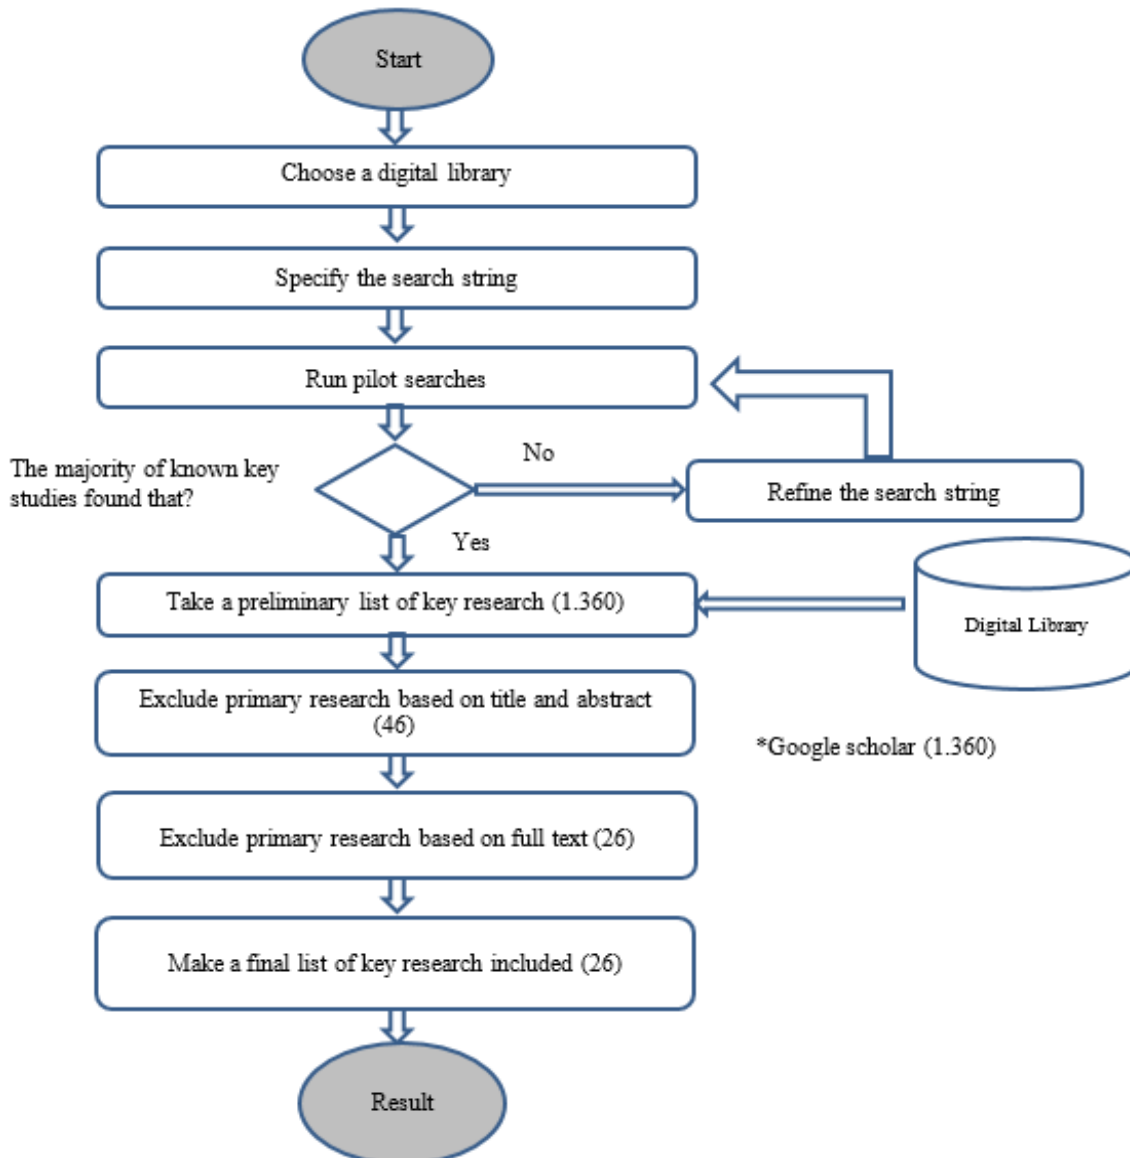 Start
Choose a digital library
Specify the search string
Run pilot searches
The majority of known key
studies found that?
No
Refine the search string
Yes
Take a preliminary list of key research (1.360)
Digital Library
Exclude primary research based on title and abstract
(46)
*Google scholar (1.360)
Exclude primary research based on full text (26)
Make a final list of key research included (26)
Result